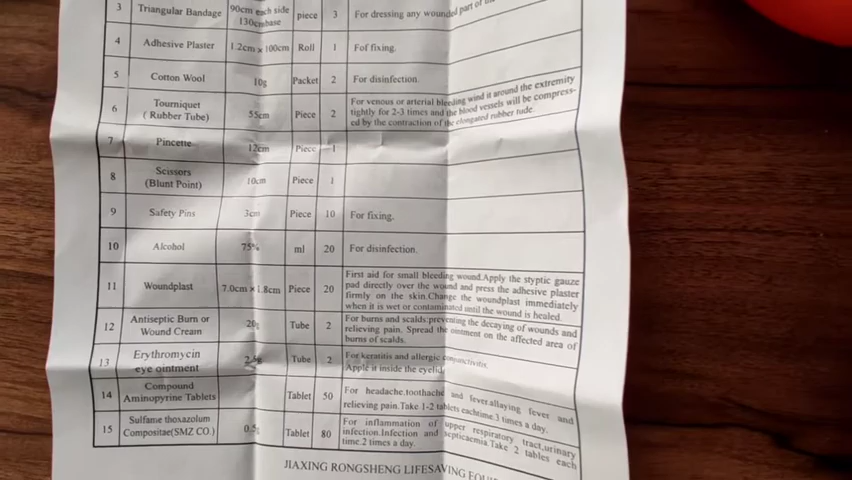 3 Triangular Bandage 90cm each side 130cm base piece 3 For dressing any wounded part of the
4 Adhesive Plaster 1.2cm×100cm Roll 1 Fof fixing.
5 Cotton Wool 10g Packet 2 For disinfection.
6 Tourniquet (Rubber Tube) 55cm Piece 2 For venous or arterial bleeding wind it around the extremity
tightly for 2-3 times and the blood vessels will be compress-
ed by the contraction of the elongated rubber tude.
7 Pincette 12cm Piece 1
8 Scissors (Blunt Point) 10cm Piece 1
9 Safety Pins 3cm Piece 10 For fixing.
10 Alcohol 75% ml 20 For disinfection.
11 Woundplast 7.0cm×1.8cm Piece 20 First aid for small bleeding wound.Apply the styptic gauze
pad directly over the wound and press the adhesive plaster
firmly on the skin.Change the woundplast immediately
when it is wet or contaminated until the wound is healed.
12 Antiseptic Burn or Wound Cream 20g Tube 2 For burns and scalds:preventing the decaying of wounds and
relieving pain. Spread the ointment on the affected area of
burns of scalds.
13 Erythromycin eye ointment 2.5g Tube 2 For keratitis and allergic conjunctivites.
Apple it inside the eyelid.
14 Compound Aminopyrine Tablets Tablet 50 For headache,toothache and fever.allaying fever and
relieving pain.Take 1-2 tablets eachtime.3 times a day.
15 Sulfame thoxazolum Compositae(SMZ CO.) 0.5g Tablet 80 For inflammation of upper respiratory tract,urinary
infection.Infection and septicaemia.Take 2 tables each
time.2 times a day.
JIAXING RONGSHENG LIFESAVING